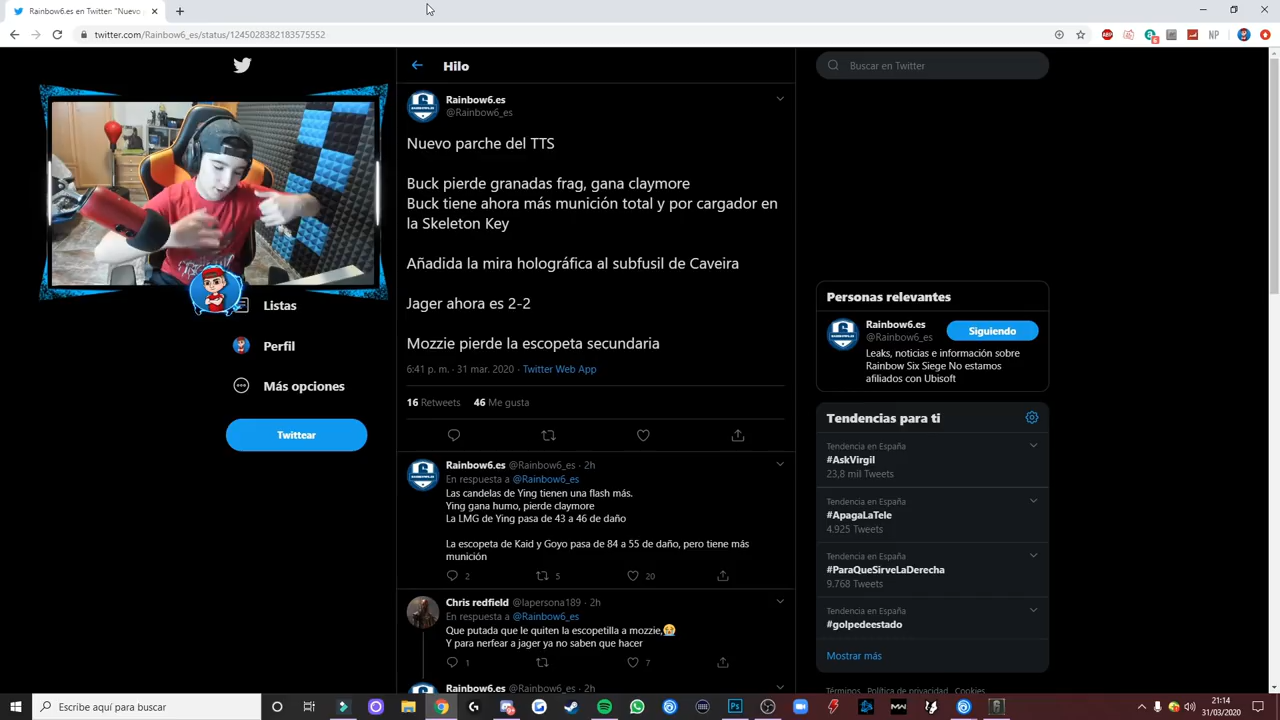 Rainbow6.es en Twitter: "Nuevo
twitter.com/Rainbow6_es/status/1245028382183575552
NP
Hilo
Buscar en Twitter
Rainbow6.es
@Rainbow6_es
Nuevo parche del TTS
Buck pierde granadas frag, gana claymore
Buck tiene ahora más munición total y por cargador en
la Skeleton Key
Añadida la mira holográfica al subfusil de Caveira
Jager ahora es 2-2
Mozzie pierde la escopeta secundaria
6:41 p. m. · 31 mar. 2020 · Twitter Web App
16 Retweets 46 Me gusta
Rainbow6.es @Rainbow6_es · 2h
En respuesta a @Rainbow6_es
Las candelas de Ying tienen una flash más.
Ying gana humo, pierde claymore
La LMG de Ying pasa de 43 a 46 de daño
La escopeta de Kaid y Goyo pasa de 84 a 55 de daño, pero tiene más
munición
2 5 20
Chris redfield @lapersona189 · 2h
En respuesta a @Rainbow6_es
Que putada que le quiten la escopetilla a mozzie,😭
Y para nerfear a jager ya no saben que hacer
1 7
Rainbow6.es @Rainbow6_es · 2h
Listas
Perfil
Más opciones
Twittear
Personas relevantes
Rainbow6.es
@Rainbow6_es
Siguiendo
Leaks, noticias e información sobre
Rainbow Six Siege No estamos
afiliados con Ubisoft
Tendencias para ti
Tendencia en España
#AskVirgil
23,8 mil Tweets
Tendencia en España
#ApagaLaTele
4.925 Tweets
Tendencia en España
#ParaQueSirveLaDerecha
9.768 Tweets
Tendencia en España
#golpedeestado
Mostrar más
Términos Política de privacidad Cookies
Escribe aquí para buscar
21:14
31/03/2020